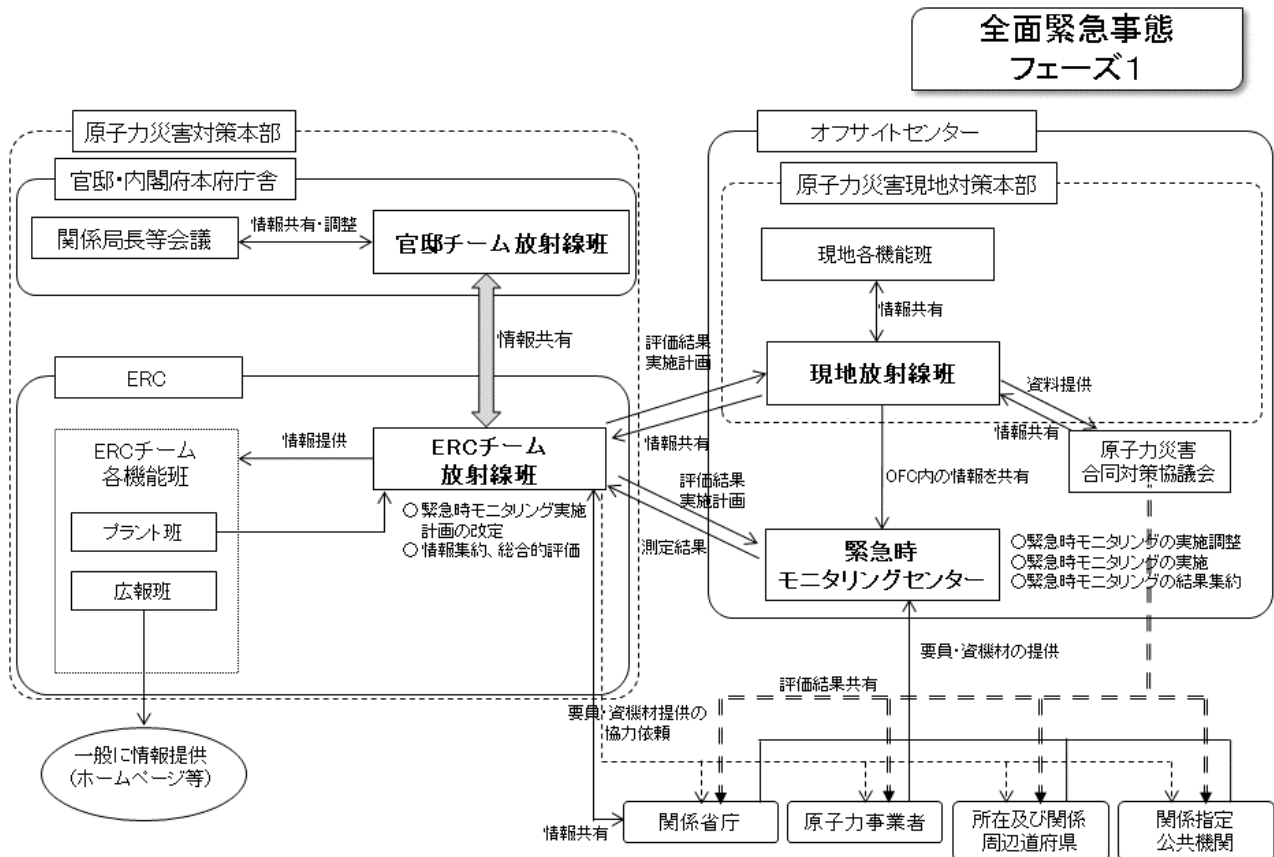 全面緊急事態
フェーズ1
原子力災害対策本部
官邸・内閣府本府庁舎
関係局長等会議
情報共有・調整
官邸チーム放射線班
情報共有
ERC
ERCチーム
各機能班
プラント班
広報班
情報提供
ERCチーム
放射線班
○緊急時モニタリング実施
計画の改定
○情報集約、総合的評価
一般に情報提供
(ホームページ等)
評価結果
実施計画
情報共有
評価結果
実施計画
測定結果
オフサイトセンター
原子力災害現地対策本部
現地各機能班
情報共有
現地放射線班
資料提供
情報共有
原子力災害
合同対策協議会
OFC内の情報を共有
緊急時
モニタリングセンター
○緊急時モニタリングの実施調整
○緊急時モニタリングの実施
○緊急時モニタリングの結果集約
要員・資機材の提供
評価結果共有
要員・資機材提供の
協力依頼
情報共有
関係省庁
原子力事業者
所在及び関係
周辺道府県
関係指定
公共機関